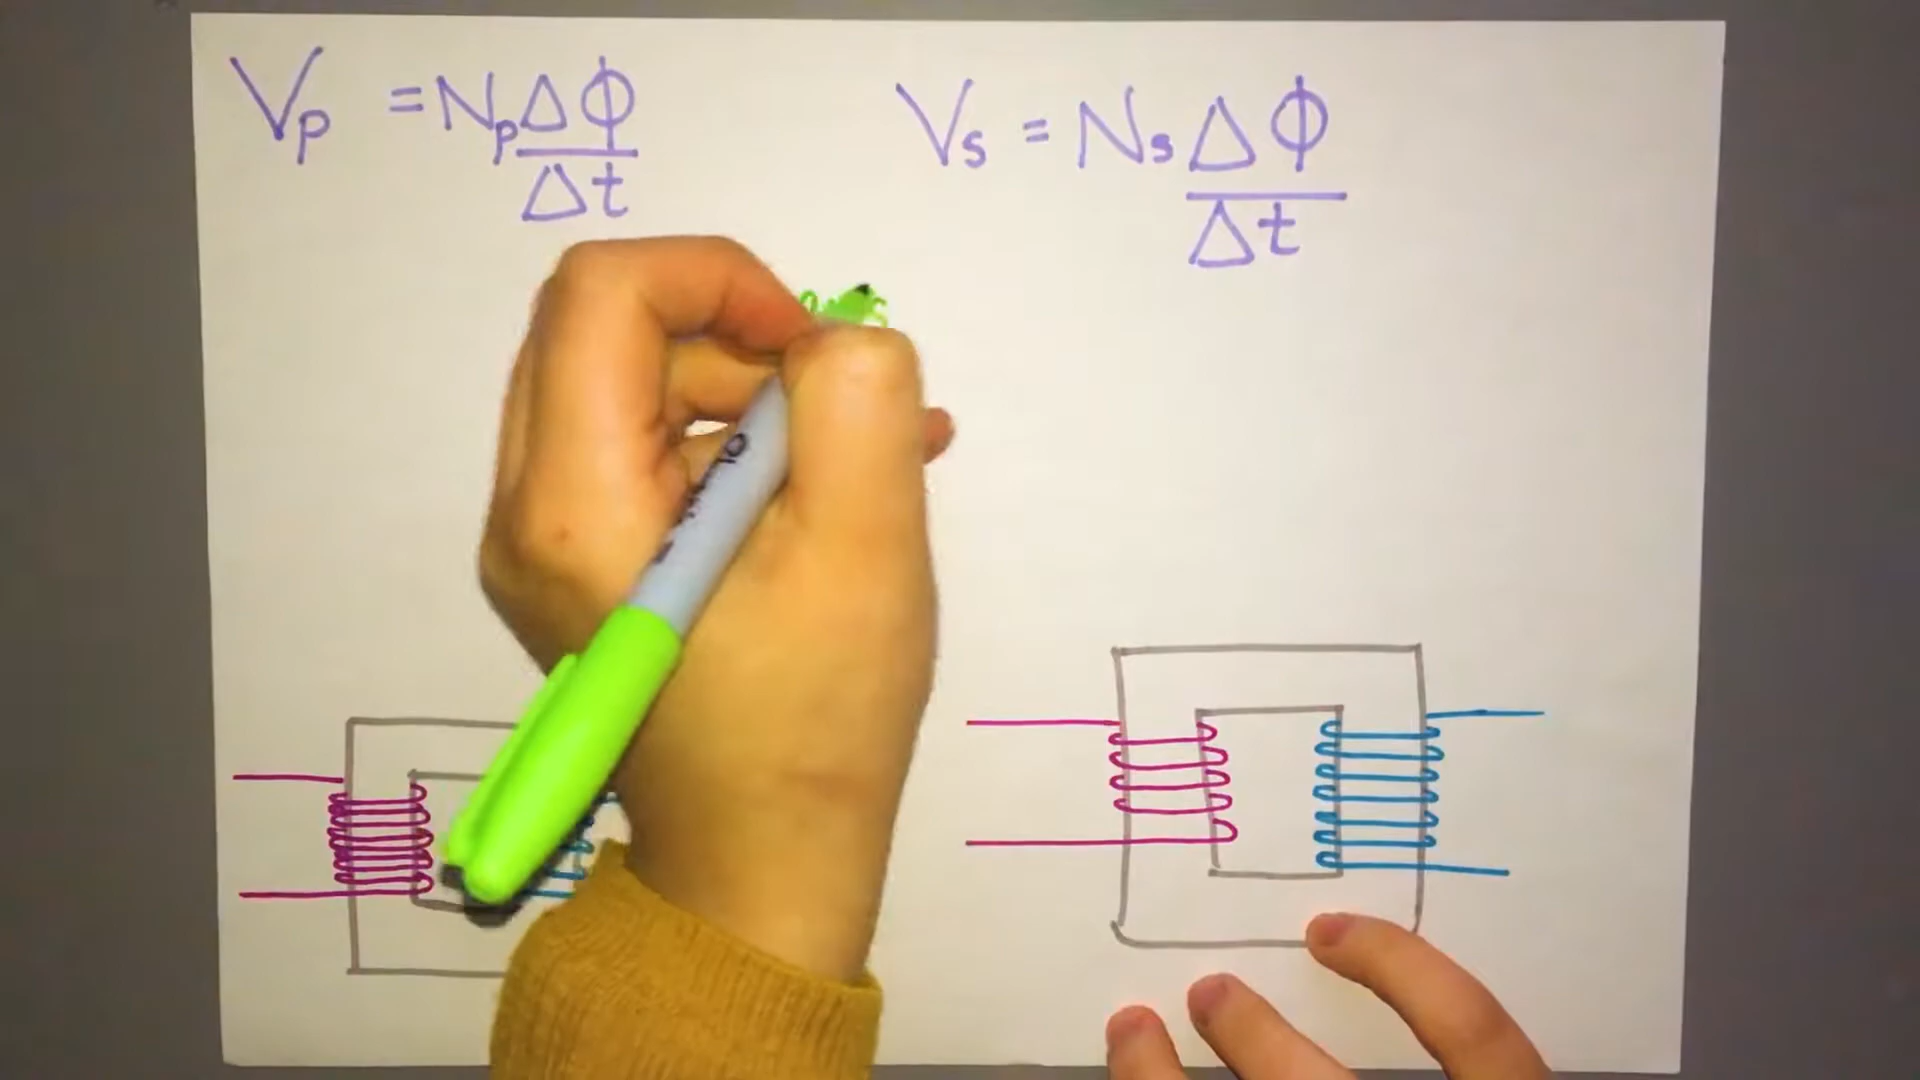 Vp = Np ΔΦ/Δt
Vs = Ns ΔΦ/Δt